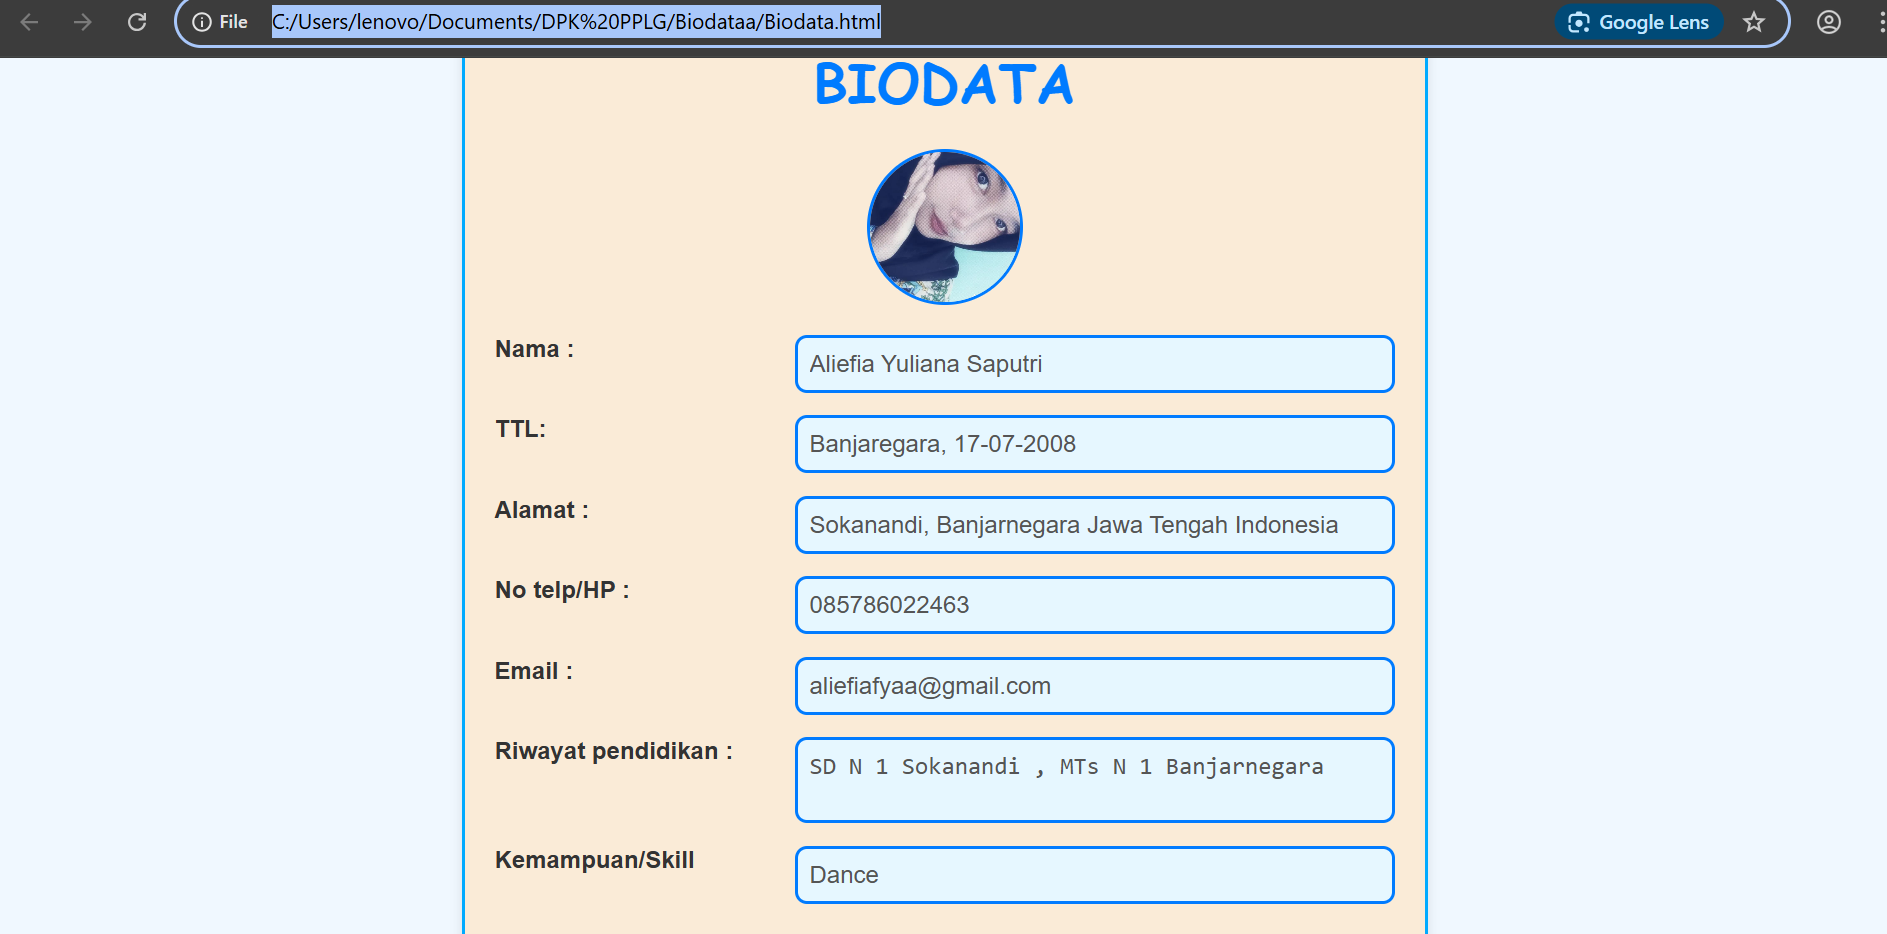 File C:/Users/lenovo/Documents/DPK%20PPLG/Biodataa/Biodata.html Google Lens
BIODATA
Nama : Aliefia Yuliana Saputri
TTL: Banjaregara, 17-07-2008
Alamat : Sokanandi, Banjarnegara Jawa Tengah Indonesia
No telp/HP : 085786022463
Email : aliefiafyaa@gmail.com
Riwayat pendidikan : SD N 1 Sokanandi , MTs N 1 Banjarnegara
Kemampuan/Skill Dance